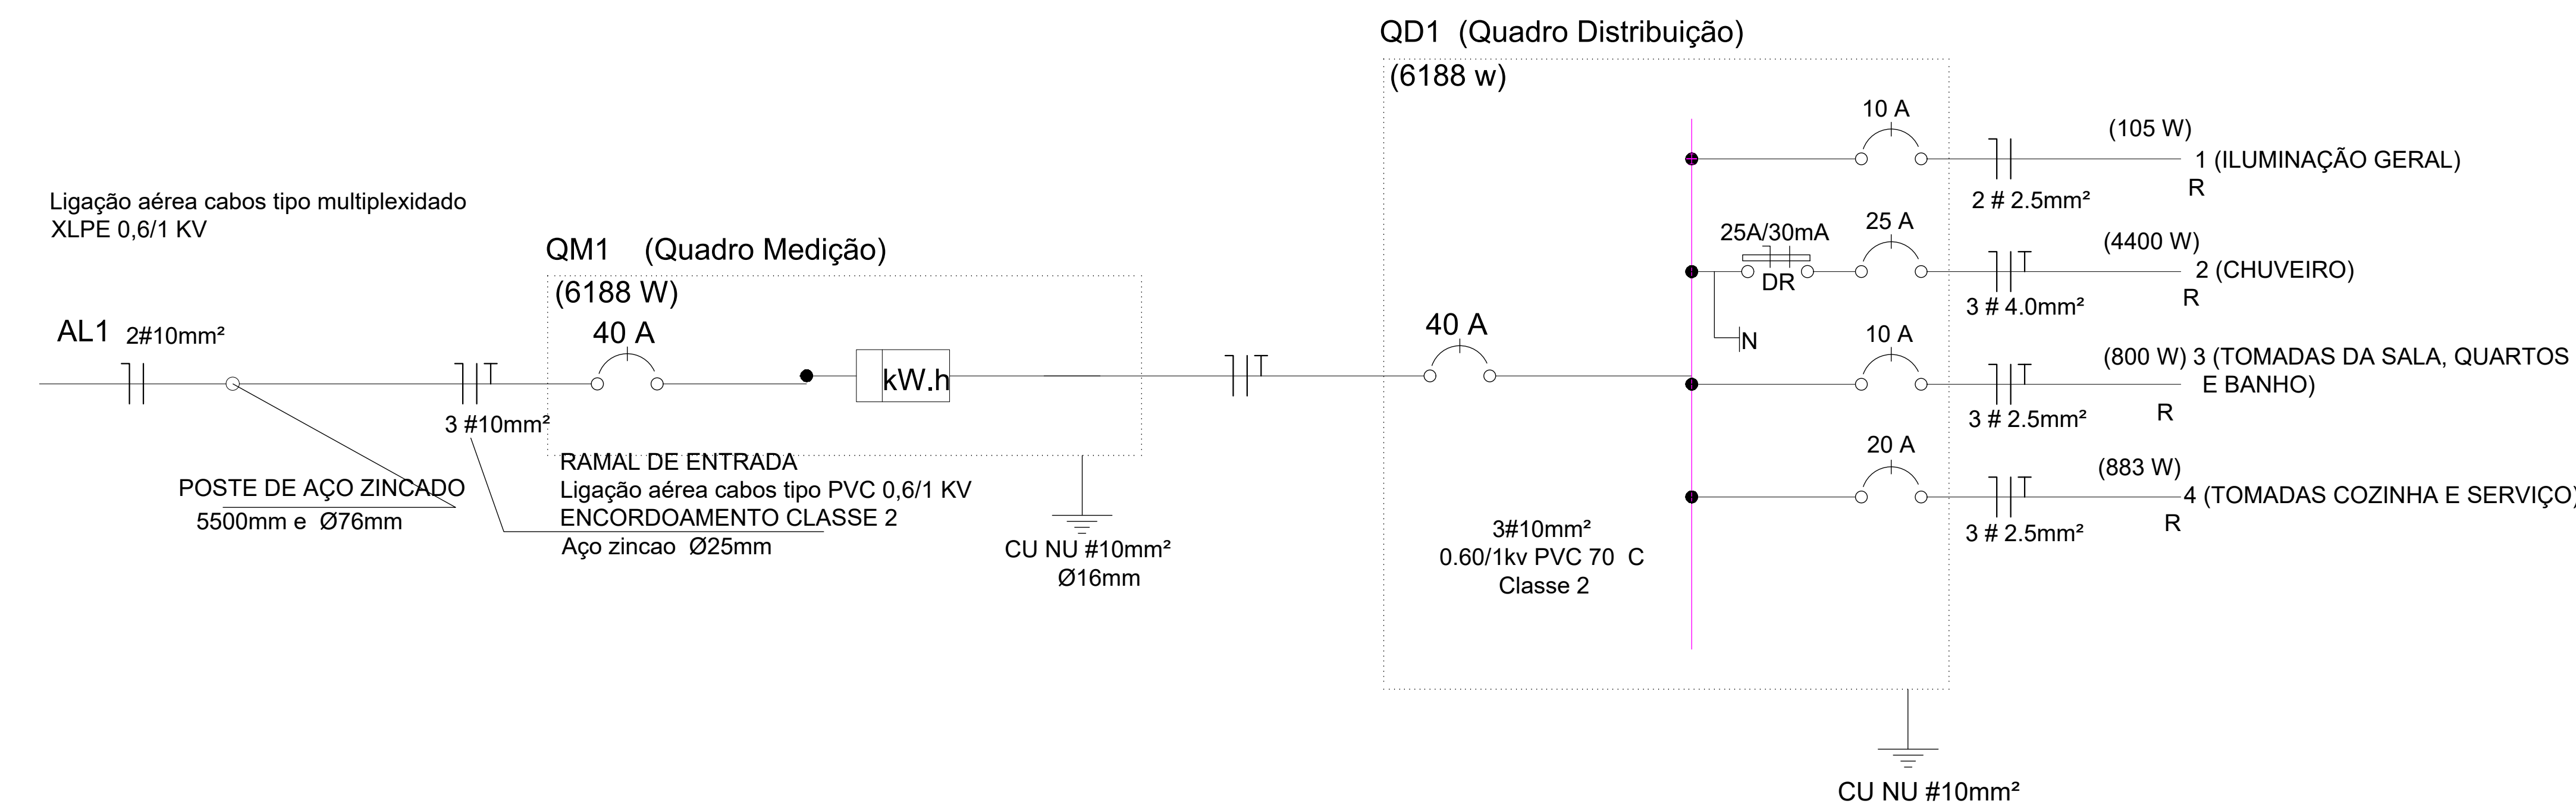 QD1 (Quadro Distribuição)
(6188 w)
10 A
(105 W)
1 (ILUMINAÇÃO GERAL)
R
2 # 2.5mm²
Ligação aérea cabos tipo multiplexidado
XLPE 0,6/1 KV
25A/30mA
25 A
(4400 W)
DR
2 (CHUVEIRO)
R
3 # 4.0mm²
QM1 (Quadro Medição)
(6188 W)
AL1 2#10mm²
40 A
kW.h
40 A
N
10 A
(800 W) 3 (TOMADAS DA SALA, QUARTOS
E BANHO)
R
3 # 2.5mm²
3 #10mm²
20 A
(883 W)
4 (TOMADAS COZINHA E SERVIÇO)
R
3 # 2.5mm²
POSTE DE AÇO ZINCADO
5500mm e Ø76mm
RAMAL DE ENTRADA
Ligação aérea cabos tipo PVC 0,6/1 KV
ENCORDOAMENTO CLASSE 2
Aço zincao Ø25mm
CU NU #10mm²
Ø16mm
3#10mm²
0.60/1kv PVC 70 C
Classe 2
CU NU #10mm²